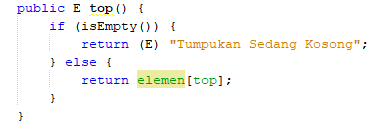 public E top() {
if (isEmpty()) {
return (E) "Tumpukan Sedang Kosong";
} else {
return elemen[top];
}
}